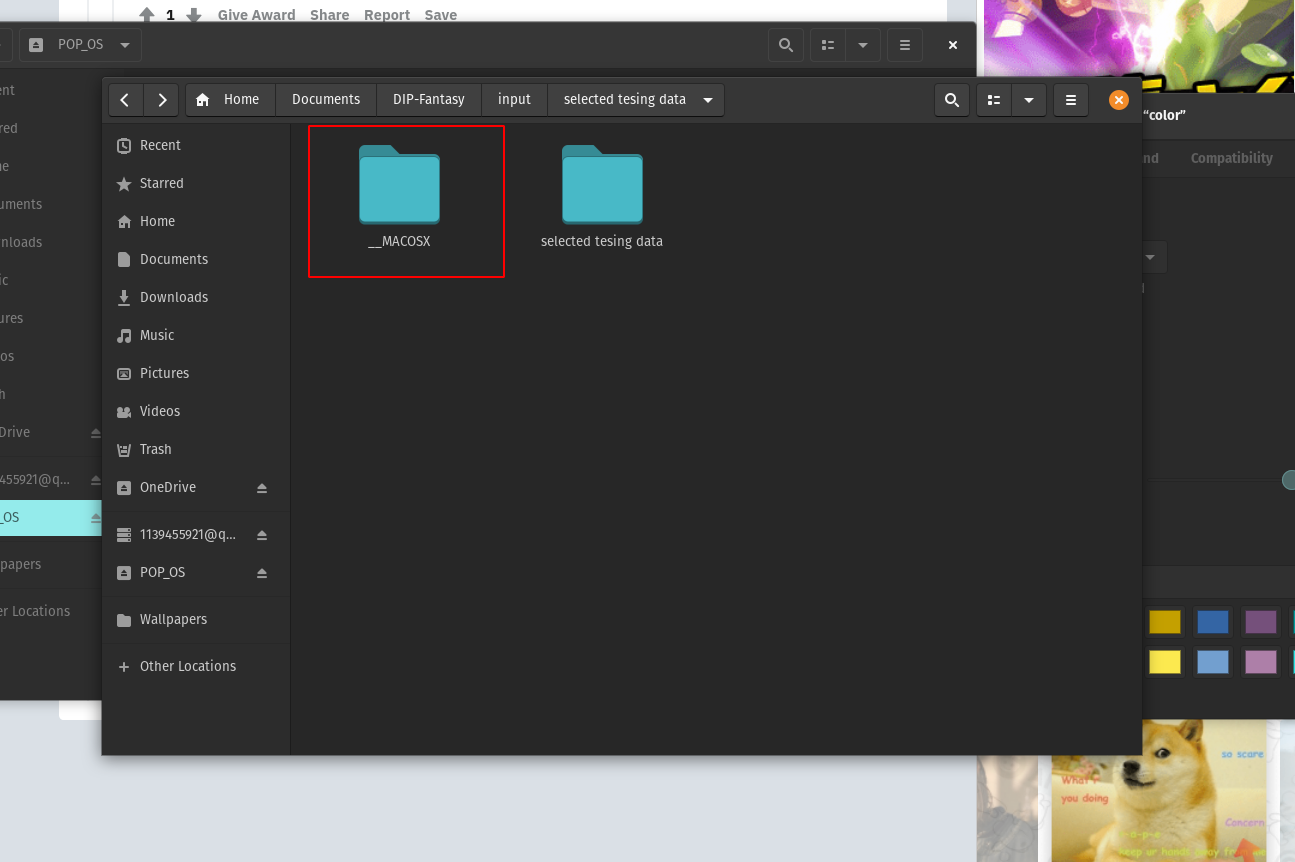 1 Give Award Share Report Save
POP_OS
Home Documents DIP-Fantasy input selected tesing data
"color"
Compatibility
Recent
Starred
Home
Documents
Downloads
Music
Pictures
Videos
Trash
OneDrive
1139455921@q...
POP_OS
Wallpapers
Other Locations
__MACOSX
selected tesing data
ent
red
ne
uments
nloads
ic
ures
os
h
Drive
455921@q...
_OS
papers
er Locations
nd
so scare
What r
you doing
Concern
n-o-p-e
keep ur hands away from me